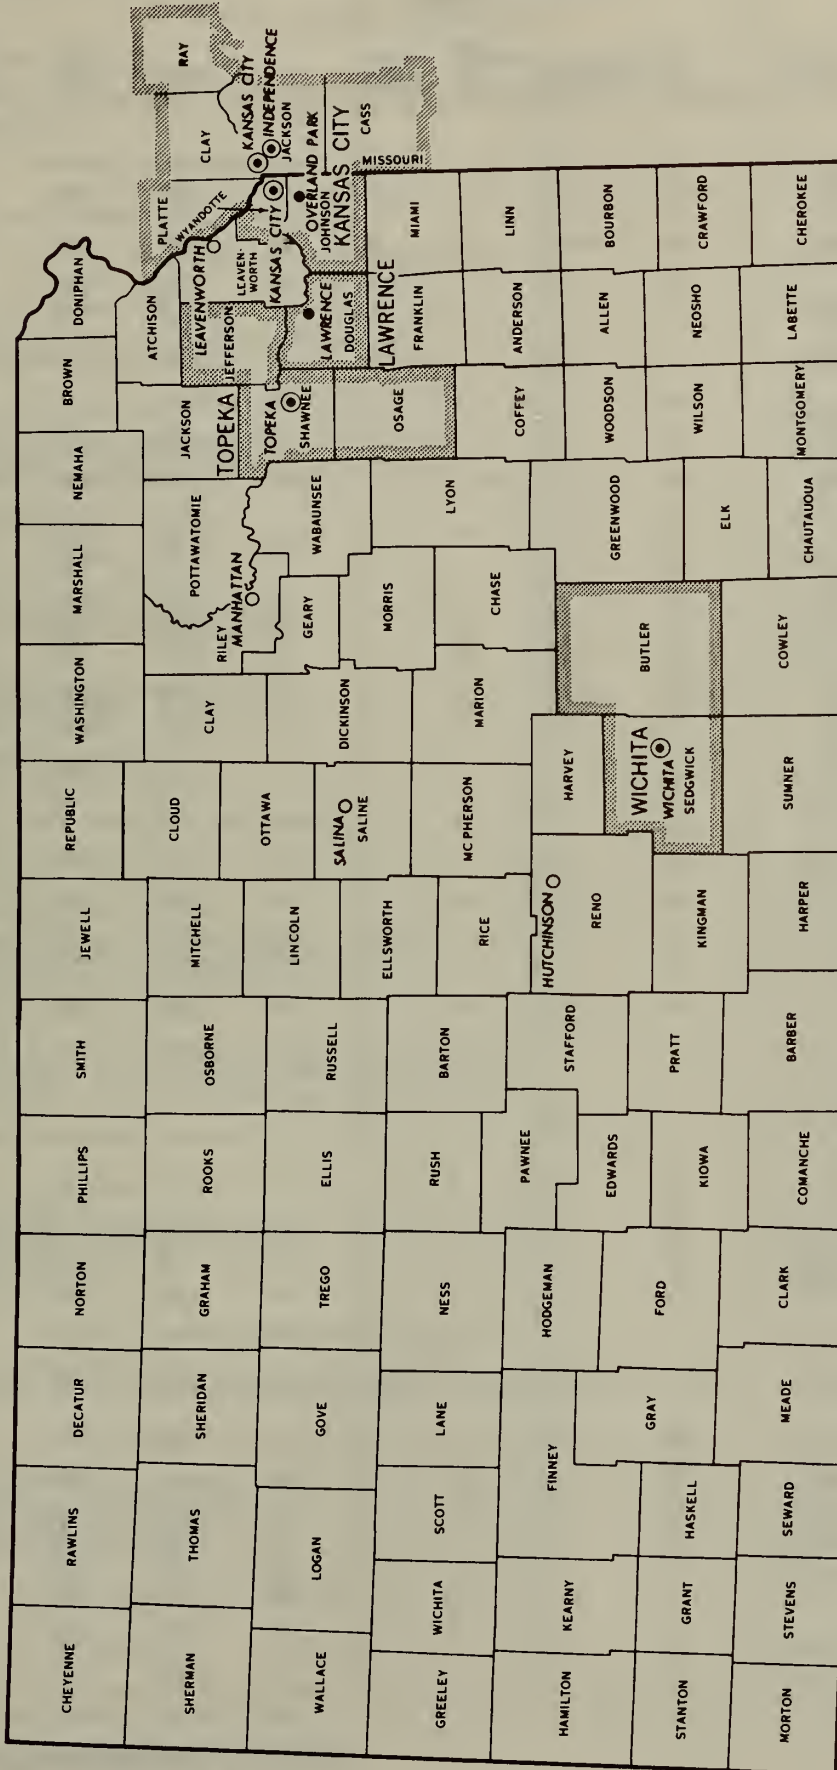 CHEYENNE
RAWLINS
DECATUR
NORTON
PHILLIPS
SMITH
JEWELL
REPUBLIC
WASHINGTON
MARSHALL
NEMAHA
BROWN
DONIPHAN
SHERMAN
THOMAS
SHERIDAN
GRAHAM
ROOKS
OSBORNE
MITCHELL
CLOUD
CLAY
RILEY
MANHATTAN
POTTAWATOMIE
JACKSON
ATCHISON
PLATTE
CLAY
RAY
OTTAWA
TOPEKA
LEAVENWORTH
JEFFERSON
LEAVEN-
WORTH
WYANDOTTE
KANSAS CITY
KANSAS CITY
INDEPENDENCE
JACKSON
WALLACE
LOGAN
GOVE
TREGO
ELLIS
RUSSELL
LINCOLN
SALINA
SALINE
DICKINSON
GEARY
WABAUNSEE
TOPEKA
SHAWNEE
LAWRENCE
DOUGLAS
OVERLAND PARK
JOHNSON
KANSAS CITY
CASS
MISSOURI
GREELEY
WICHITA
SCOTT
LANE
NESS
RUSH
BARTON
ELLSWORTH
RICE
MC PHERSON
MARION
MORRIS
CHASE
LYON
OSAGE
LAWRENCE
FRANKLIN
MIAMI
HAMILTON
KEARNY
FINNEY
HODGEMAN
PAWNEE
STAFFORD
HUTCHINSON
RENO
HARVEY
BUTLER
GREENWOOD
COFFEY
ANDERSON
LINN
EDWARDS
WICHITA
WICHITA
SEDGWICK
WOODSON
ALLEN
BOURBON
STANTON
GRANT
HASKELL
GRAY
FORD
KIOWA
PRATT
KINGMAN
ELK
WILSON
NEOSHO
CRAWFORD
MORTON
STEVENS
SEWARD
MEADE
CLARK
COMANCHE
BARBER
HARPER
SUMNER
COWLEY
CHAUTAUQUA
MONTGOMERY
LABETTE
CHEROKEE